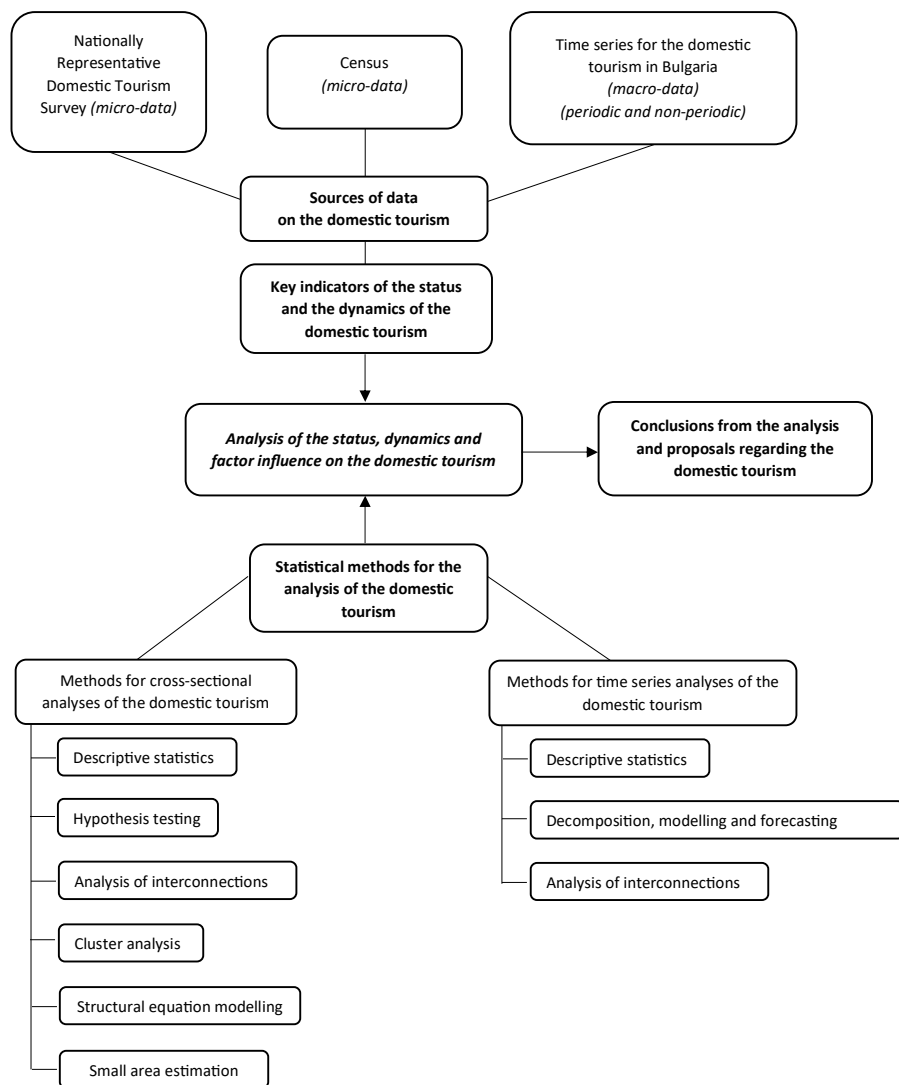 Nationally
Representative
Domestic Tourism
Survey (micro-data)
Census
(micro-data)
Time series for the domestic
tourism in Bulgaria
(macro-data)
(periodic and non-periodic)
Sources of data
on the domestic tourism
Key indicators of the status
and the dynamics of the
domestic tourism
Analysis of the status, dynamics and
factor influence on the domestic tourism
Conclusions from the analysis
and proposals regarding the
domestic tourism
Statistical methods for the
analysis of the domestic
tourism
Methods for cross-sectional
analyses of the domestic tourism
Descriptive statistics
Hypothesis testing
Analysis of interconnections
Cluster analysis
Structural equation modelling
Small area estimation
Methods for time series analyses of the
domestic tourism
Descriptive statistics
Decomposition, modelling and forecasting
Analysis of interconnections